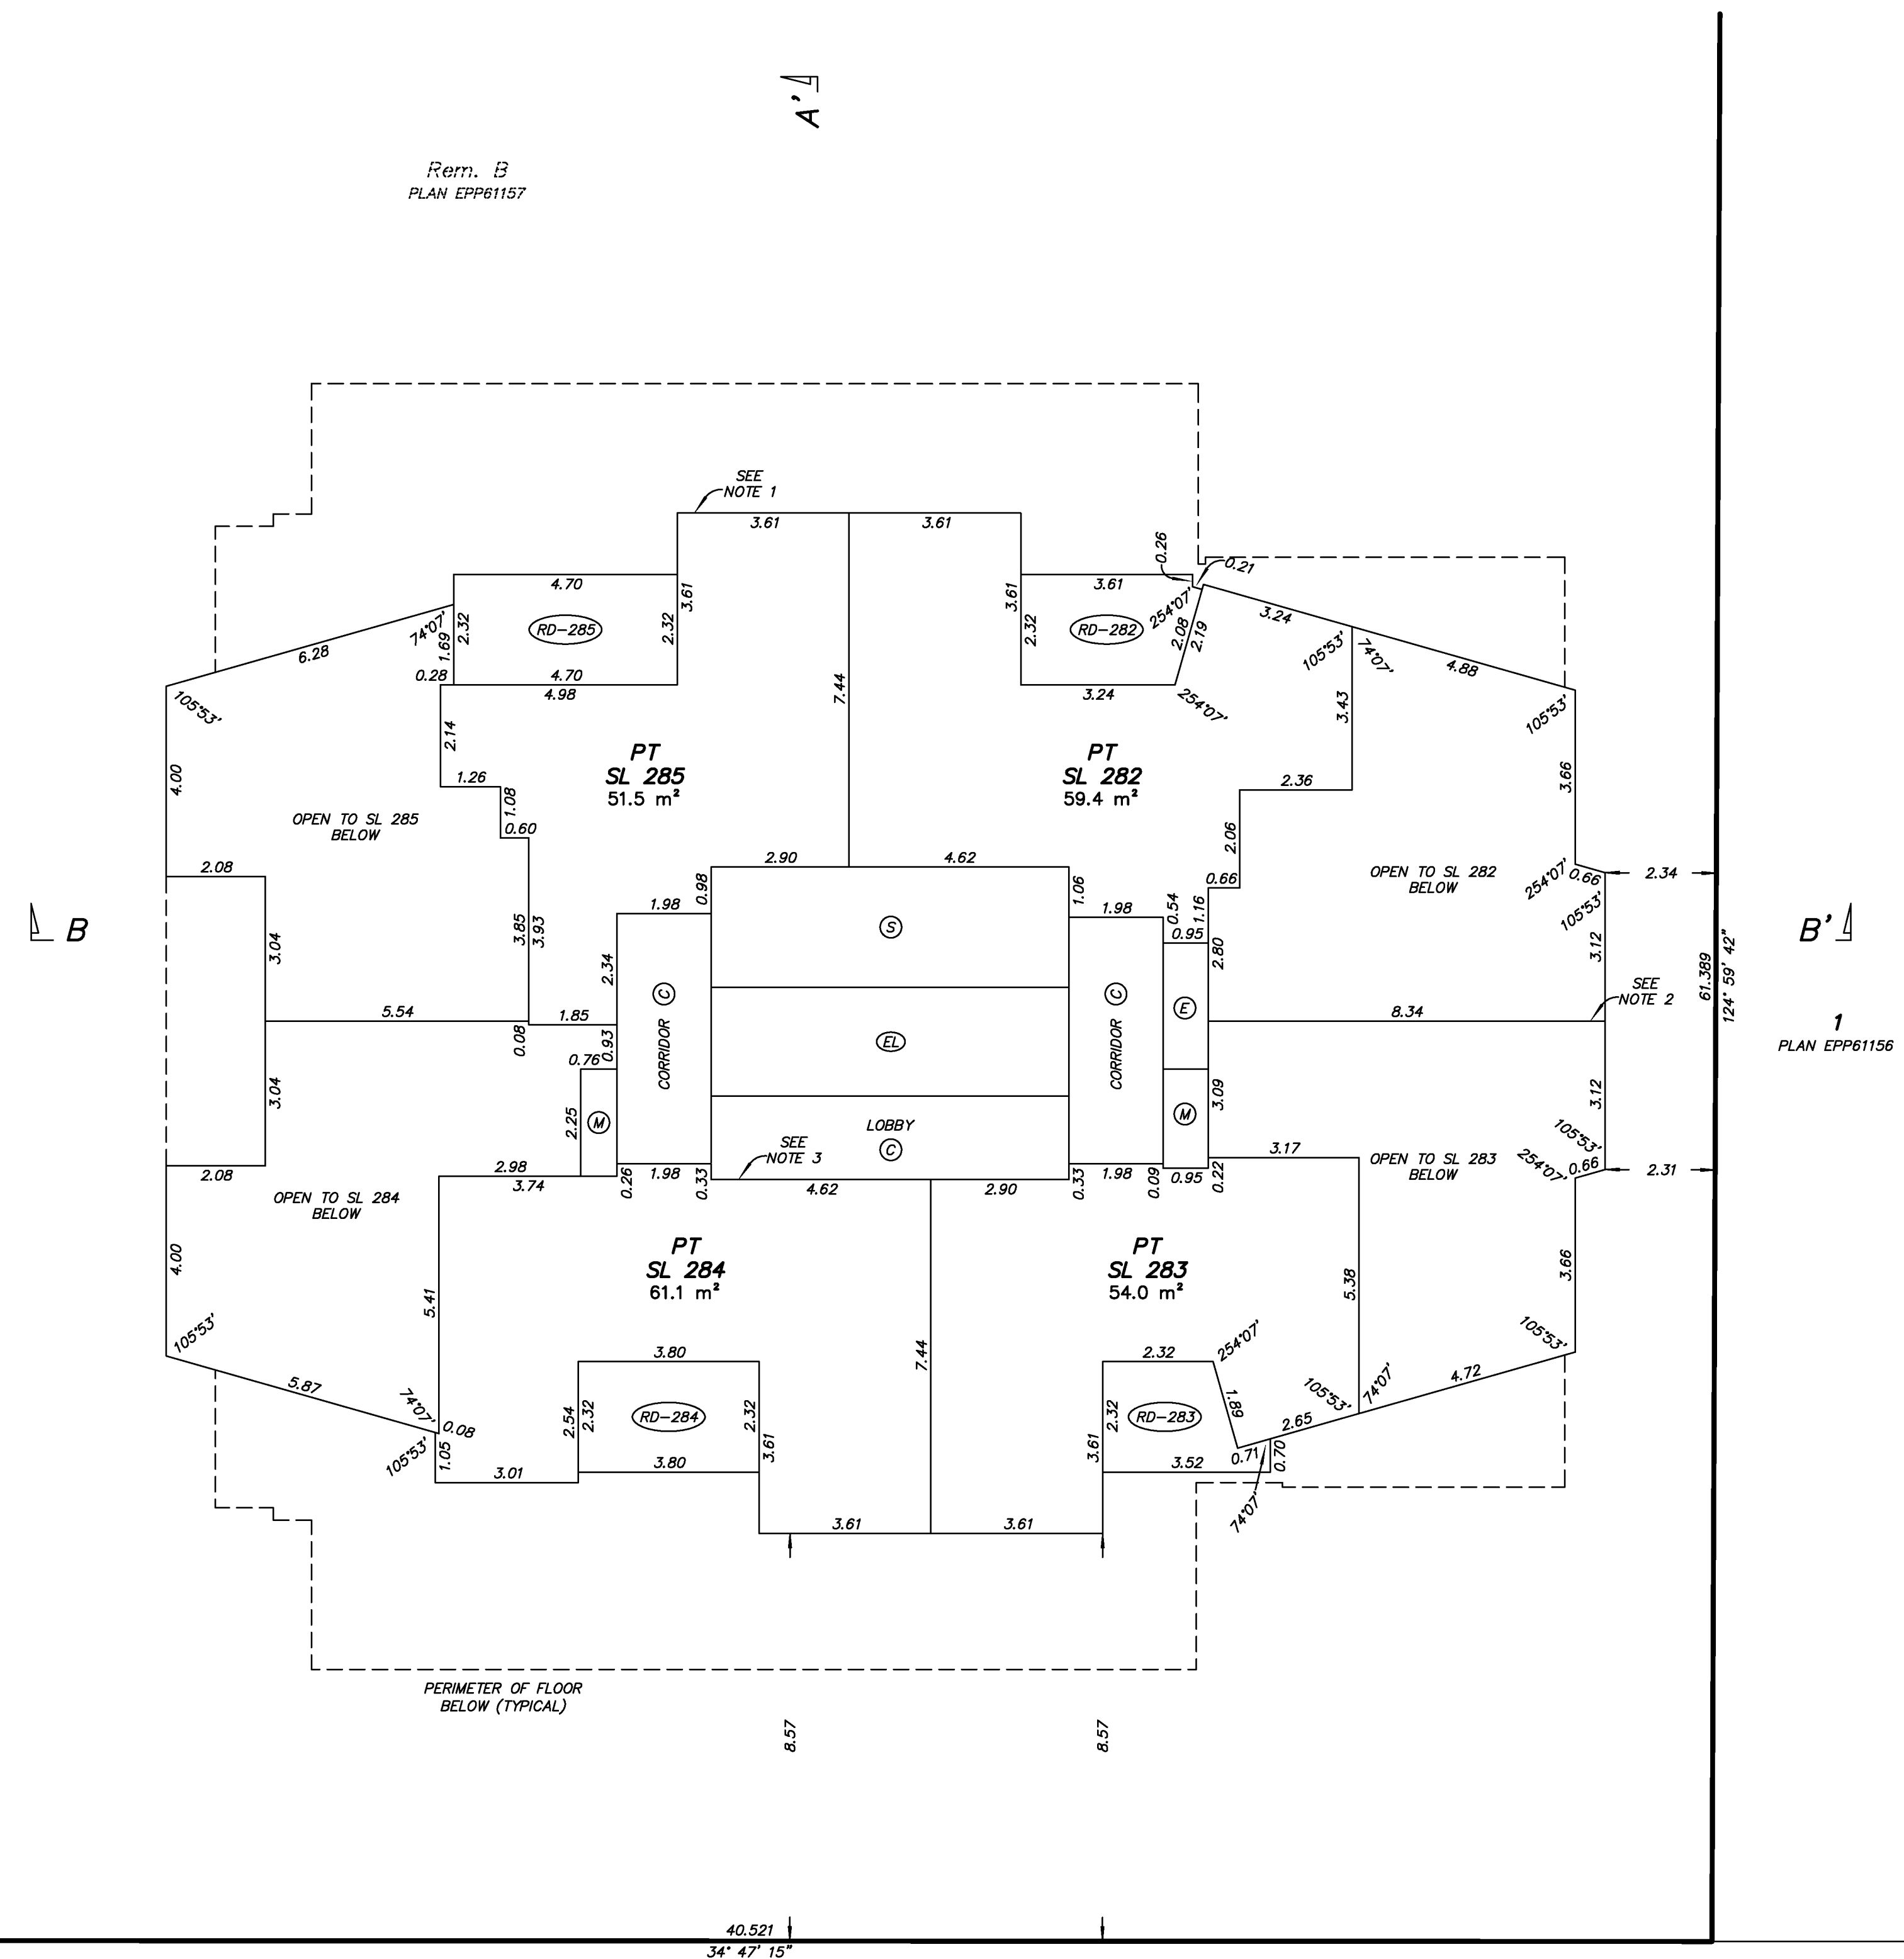 A'
Rem. B
PLAN EPP61157
SEE
NOTE 1
3.61
3.61
0.26
0.21
4.70
3.61
3.61
3.61
254°07'
3.24
RD-285
RD-282
74°07'
1.69
2.32
2.32
2.32
2.08
2.19
105°53'
74°07'
4.88
6.28
0.28
4.70
4.98
3.24
254°07'
105°53'
105°53'
7.44
3.43
2.14
PT
SL 285
51.5 m²
PT
SL 282
59.4 m²
4.00
1.26
1.08
0.60
2.36
3.66
OPEN TO SL 285
BELOW
2.06
2.08
2.90
4.62
0.66
OPEN TO SL 282
BELOW
254°07'
0.66
2.34
105°53'
0.98
1.06
1.98
1.98
0.54
1.16
B
S
B'
3.04
3.85
3.93
2.34
0.95
2.80
3.12
61.389
124° 59' 42"
C
CORRIDOR
C
CORRIDOR
E
SEE
NOTE 2
5.54
1.85
8.34
0.08
0.93
EL
1
PLAN EPP61156
0.76
3.04
2.25
M
M
3.09
3.12
LOBBY
C
SEE
NOTE 3
105°53'
2.98
3.74
0.26
1.98
0.33
4.62
2.90
0.33
1.98
0.09
0.95
0.22
3.17
OPEN TO SL 283
BELOW
254°07'
0.66
2.31
2.08
OPEN TO SL 284
BELOW
PT
SL 284
61.1 m²
PT
SL 283
54.0 m²
4.00
5.41
5.38
3.66
105°53'
3.80
7.44
2.32
254°07'
105°53'
5.87
74°07'
0.08
2.54
2.32
RD-284
2.32
3.61
3.61
2.32
RD-283
1.89
105°53'
2.65
74°07'
4.72
105°53'
1.05
3.01
3.80
3.52
0.71
0.70
74°07'
3.61
3.61
PERIMETER OF FLOOR
BELOW (TYPICAL)
8.57
8.57
40.521
34° 47' 15"